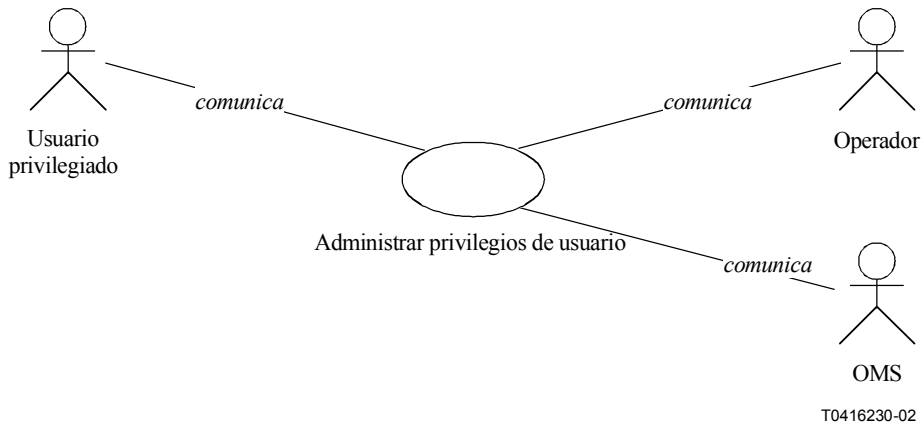 comunica
comunica
Usuario
privilegiado
Operador
Administrar privilegios de usuario
comunica
OMS
T0416230-02